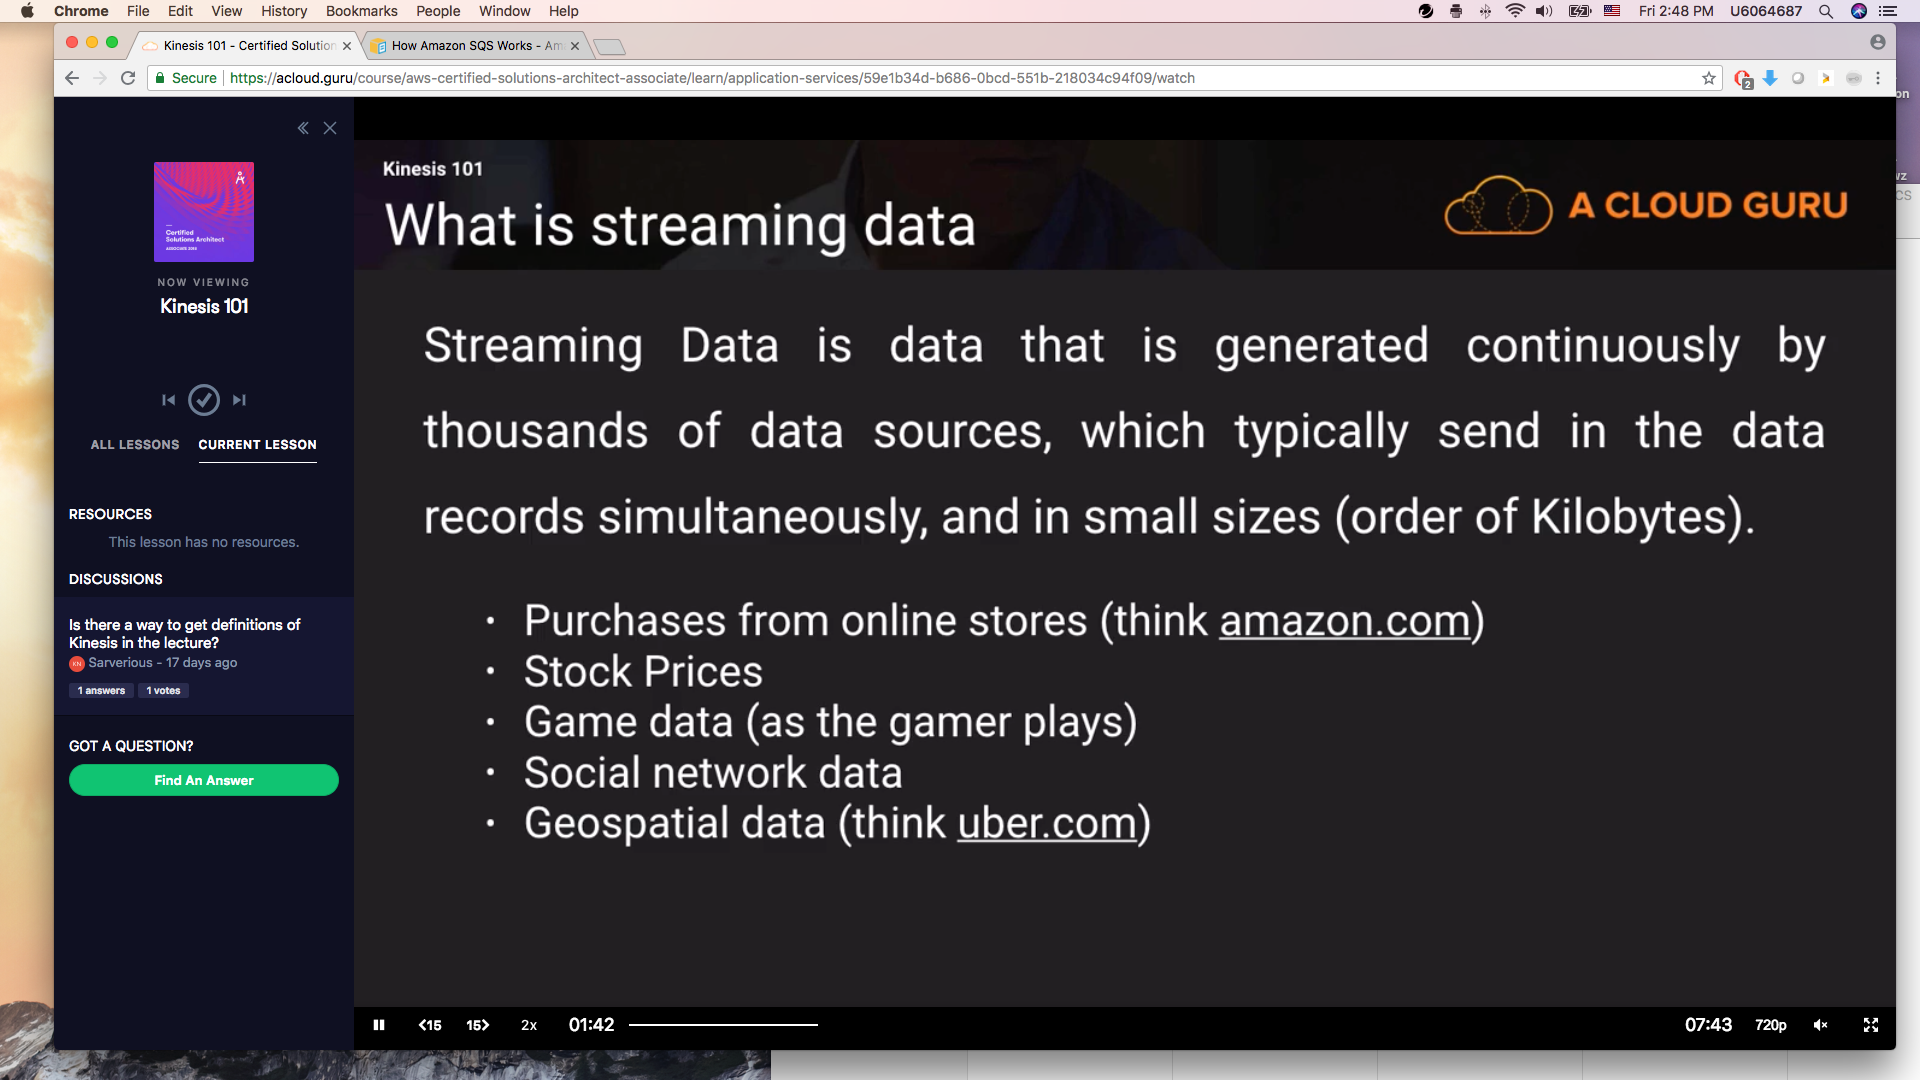 Chrome File Edit View History Bookmarks People Window Help
Fri 2:48 PM U6064687
Kinesis 101 - Certified Solution
How Amazon SQS Works - Am
Secure https://acloud.guru/course/aws-certified-solutions-architect-associate/learn/application-services/59e1b34d-b686-0bcd-551b-218034c94f09/watch
2
Certified
Solutions Architect
NOW VIEWING
Kinesis 101
ALL LESSONS CURRENT LESSON
RESOURCES
This lesson has no resources.
DISCUSSIONS
Is there a way to get definitions of
Kinesis in the lecture?
KN Sarverious - 17 days ago
1 answers 1 votes
GOT A QUESTION?
Find An Answer
Kinesis 101
What is streaming data
A CLOUD GURU
Streaming Data is data that is generated continuously by
thousands of data sources, which typically send in the data
records simultaneously, and in small sizes (order of Kilobytes).
• Purchases from online stores (think amazon.com)
• Stock Prices
• Game data (as the gamer plays)
• Social network data
• Geospatial data (think uber.com)
<15 15> 2x 01:42 07:43 720p
on
wz
CS